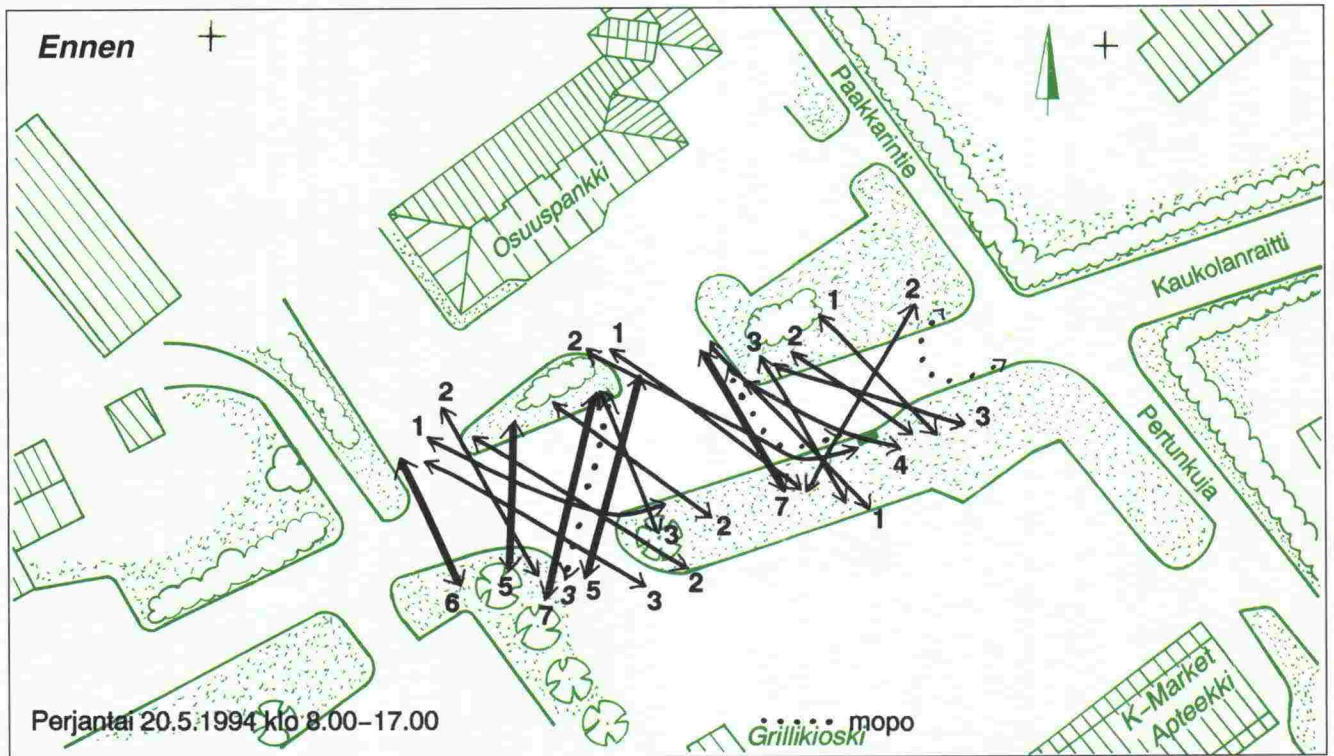 Ennen
Paakkarintie
Osuuspankki
Kaukolanraitti
2
1
2
1
2
3
2
2
1
3
4
7
1
Pertunkuja
3
2
6
5
7
3
5
3
2
Perjantai 20.5.1994 klo 8.00–17.00
mopo
Grillikioski
K-Market
Apteekki